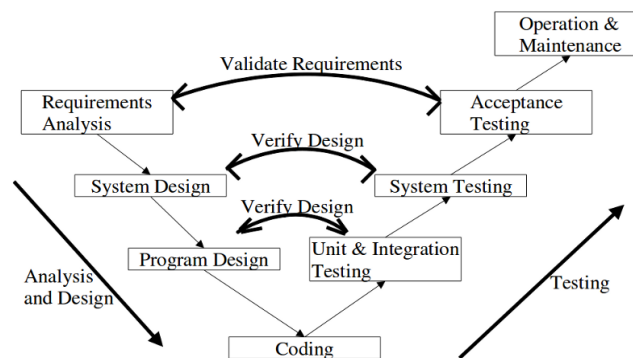 Operation &
Maintenance
Validate Requirements
Requirements
Analysis
Acceptance
Testing
Verify Design
System Design
System Testing
Verify Design
Program Design
Unit & Integration
Testing
Analysis
and Design
Testing
Coding